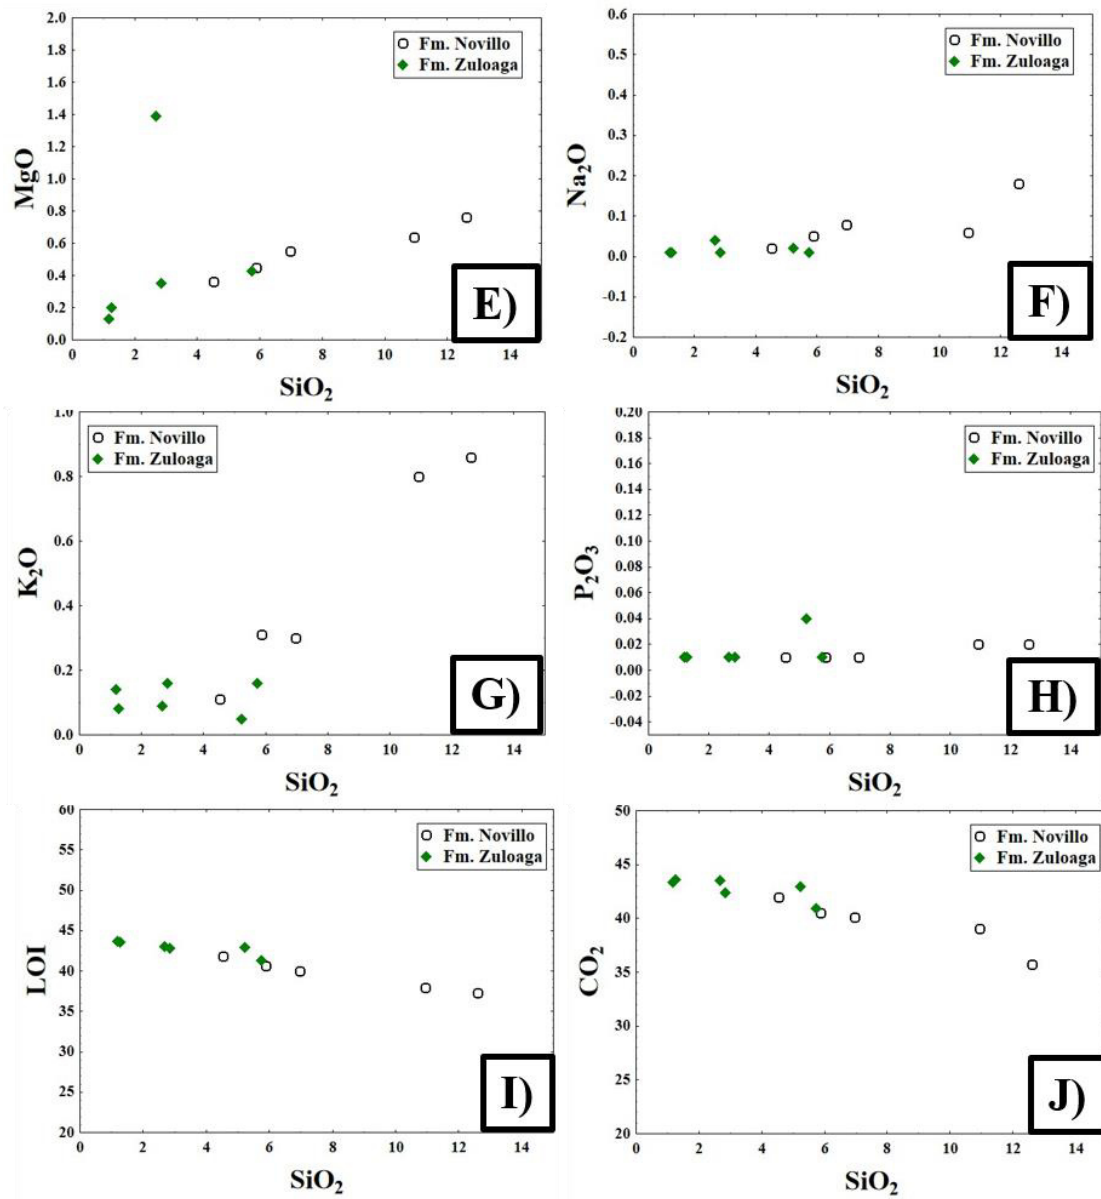 2.0
1.8
1.6
1.4
1.2
1.0
0.8
0.6
0.4
0.2
0.0
MgO
Fm. Novillo
Fm. Zuloaga
E)
0 2 4 6 8 10 12 14
SiO₂
0.6
0.5
0.4
0.3
0.2
0.1
0.0
-0.1
-0.2
Na₂O
Fm. Novillo
Fm. Zuloaga
F)
0 2 4 6 8 10 12 14
SiO₂
1.0
0.8
0.6
0.4
0.2
0.0
K₂O
Fm. Novillo
Fm. Zuloaga
G)
0 2 4 6 8 10 12 14
SiO₂
0.20
0.18
0.16
0.14
0.12
0.10
0.08
0.06
0.04
0.02
0.00
-0.02
-0.04
P₂O₃
Fm. Novillo
Fm. Zuloaga
H)
0 2 4 6 8 10 12 14
SiO₂
60
55
50
45
40
35
30
25
20
LOI
Fm. Novillo
Fm. Zuloaga
I)
0 2 4 6 8 10 12 14
SiO₂
50
45
40
35
30
25
20
CO₂
Fm. Novillo
Fm. Zuloaga
J)
0 2 4 6 8 10 12 14
SiO₂